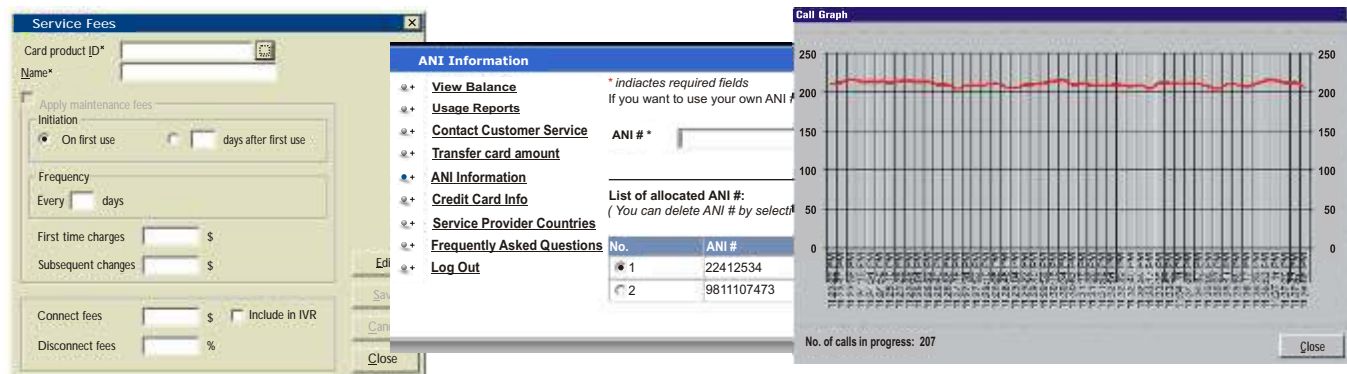 Service Fees
Card product ID*
Name*
Apply maintenance fees
Initiation
On first use
days after first use
Frequency
Every
days
First time charges
$
Subsequent changes
$
Connect fees
$
Include in IVR
Disconnect fees
%
Close
ANI Information
View Balance
Usage Reports
Contact Customer Service
Transfer card amount
ANI Information
Credit Card Info
Service Provider Countries
Frequently Asked Questions
Log Out
* indiactes required fields
If you want to use your own ANI
ANI # *
List of allocated ANI #:
( You can delete ANI # by selecti
No. ANI #
1 22412534
2 9811107473
Call Graph
250 250
200 200
150 150
100 100
50 50
0 0
No. of calls in progress: 207
Close